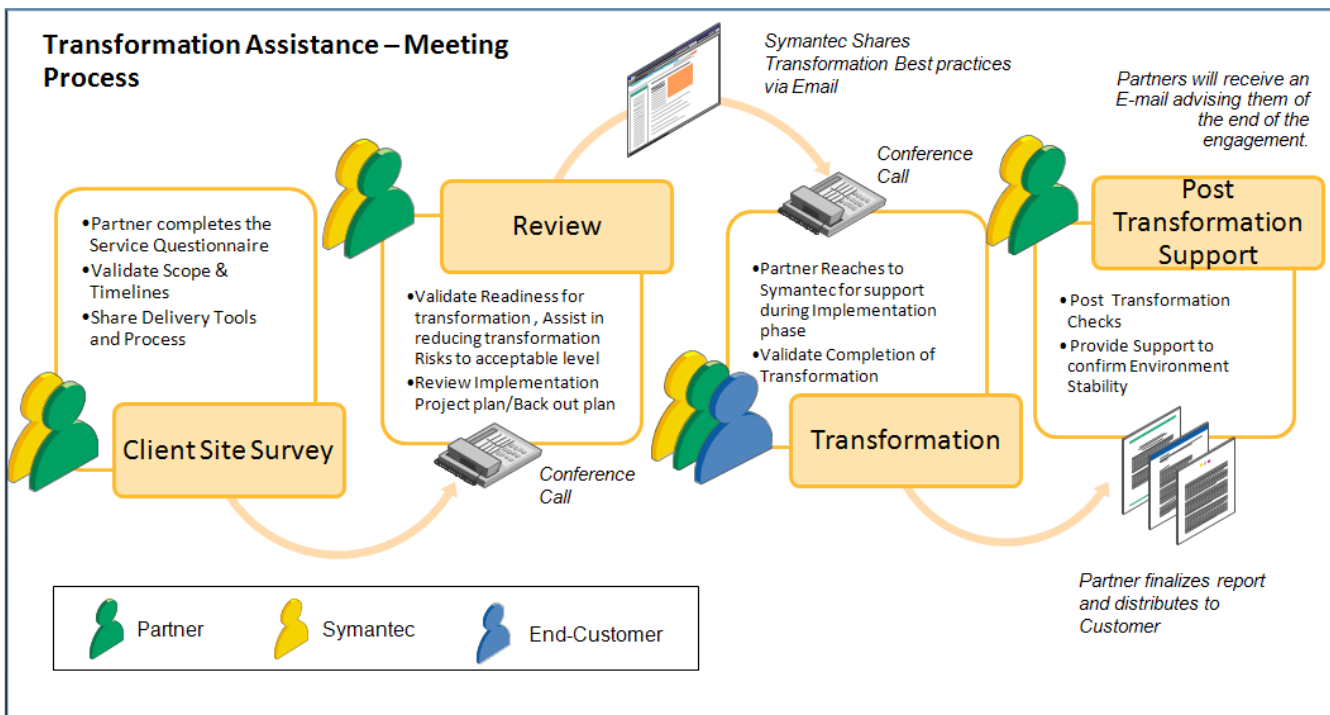 Transformation Assistance – Meeting
Process
Symantec Shares
Transformation Best practices
via Email
Partners will receive an
E-mail advising them of
the end of the
engagement.
•Partner completes the
Service Questionnaire
•Validate Scope &
Timelines
•Share Delivery Tools
and Process
Client Site Survey
Review
•Validate Readiness for
transformation , Assist in
reducing transformation
Risks to acceptable level
•Review Implementation
Project plan/Back out plan
Conference
Call
Conference
Call
•Partner Reaches to
Symantec for support
during Implementation
phase
•Validate Completion of
Transformation
Transformation
Post
Transformation
Support
•Post Transformation
Checks
•Provide Support to
confirm Environment
Stability
Partner finalizes report
and distributes to
Customer
Partner
Symantec
End-Customer